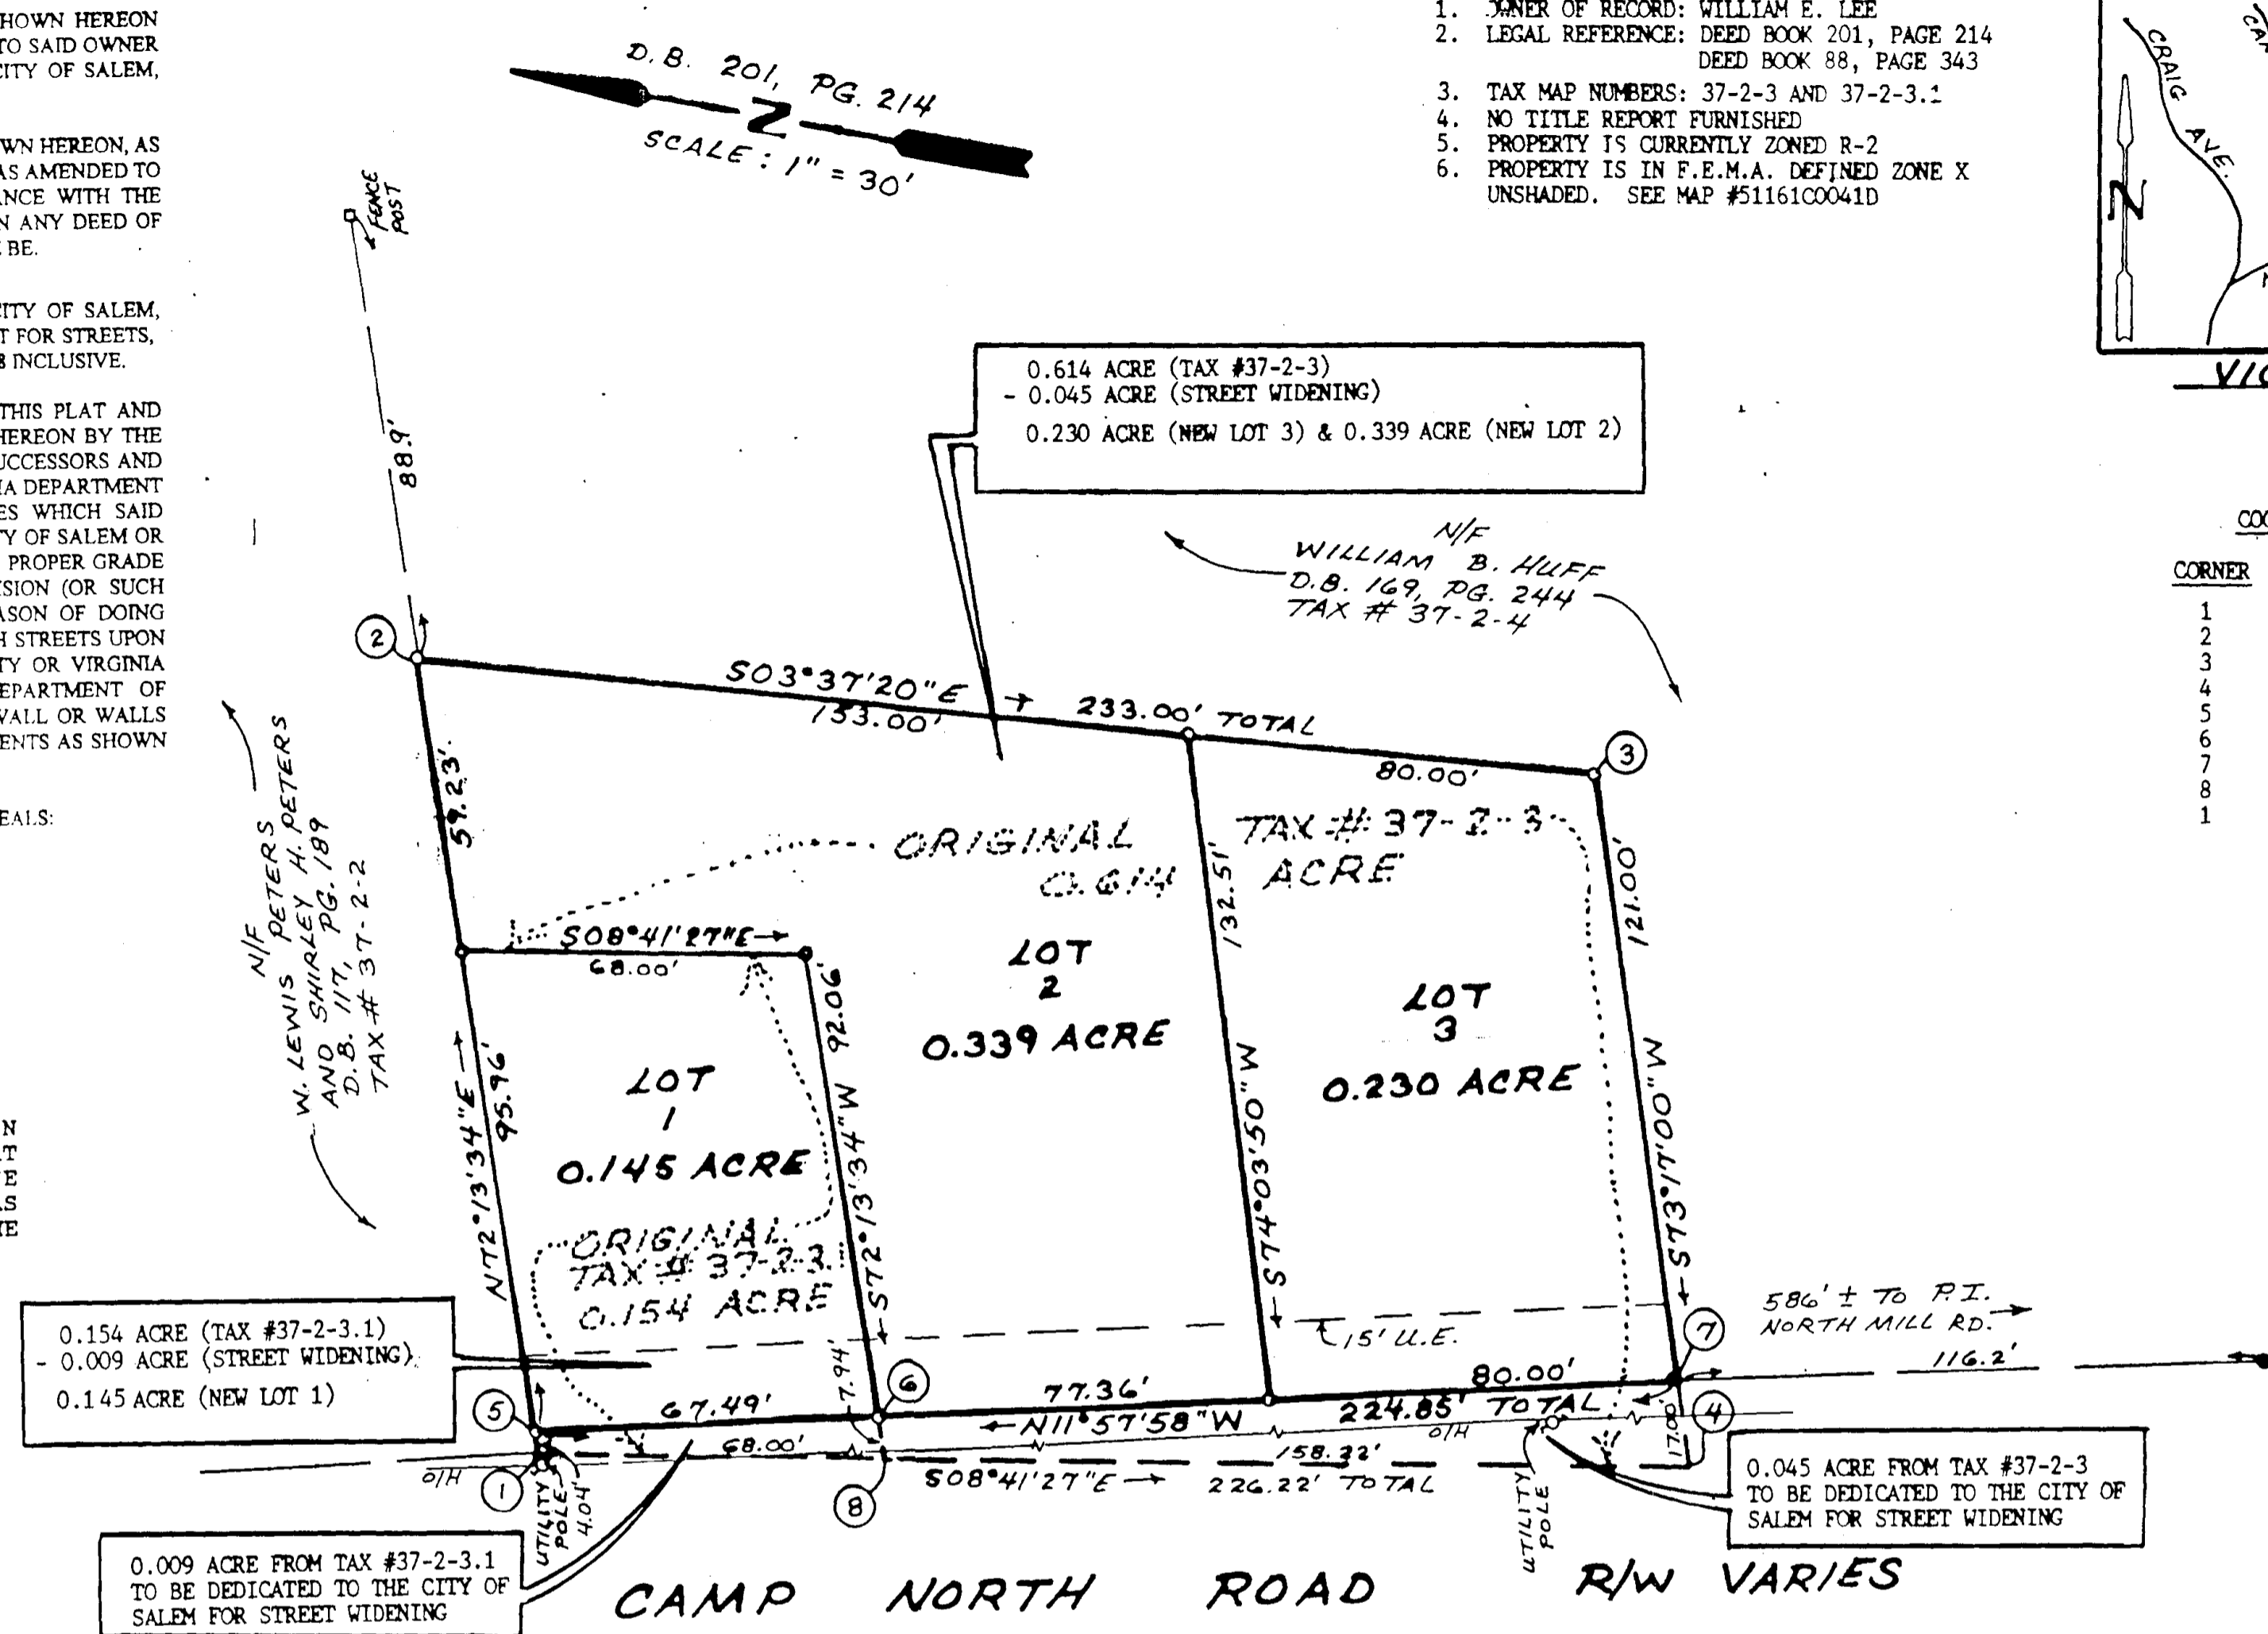 HOWN HEREON
TO SAID OWNER
CITY OF SALEM,
WN HEREON, AS
AS AMENDED TO
ANCE WITH THE
N ANY DEED OF
E BE.
CITY OF SALEM,
T FOR STREETS,
8 INCLUSIVE.
THIS PLAT AND
HEREON BY THE
UCCESSORS AND
IA DEPARTMENT
ES WHICH SAID
TY OF SALEM OR
PROPER GRADE
SION (OR SUCH
ASON OF DOING
H STREETS UPON
TY OR VIRGINIA
EPARTMENT OF
WALL OR WALLS
ENTS AS SHOWN
EALS:
N
RT
E
AS
HE
D.B. 201, PG. 214
N
SCALE: 1" = 30'
1. OWNER OF RECORD: WILLIAM E. LEE
2. LEGAL REFERENCE: DEED BOOK 201, PAGE 214
DEED BOOK 88, PAGE 343
3. TAX MAP NUMBERS: 37-2-3 AND 37-2-3.1
4. NO TITLE REPORT FURNISHED
5. PROPERTY IS CURRENTLY ZONED R-2
6. PROPERTY IS IN F.E.M.A. DEFINED ZONE X
UNSHADED. SEE MAP #51161C0041D
CRAIG AVE.
N
VIC
COO
CORNER
1
2
3
4
5
6
7
8
1
FENCE
POST
88.9'
0.614 ACRE (TAX #37-2-3)
- 0.045 ACRE (STREET WIDENING)
0.230 ACRE (NEW LOT 3) & 0.339 ACRE (NEW LOT 2)
N/F
WILLIAM B. HUFF
D.B. 169, PG. 244
TAX # 37-2-4
2
S03°37'20"E
153.00'
233.00' TOTAL
80.00'
3
59.23'
N/F
W. LEWIS PETERS
AND SHIRLEY H. PETERS
D.B. 117, PG. 189
TAX # 37-2-2
ORIGINAL TAX # 37-2-3
0.614 ACRE
132.51'
121.00'
S08°41'27"E
68.00'
92.06'
LOT
2
0.339 ACRE
LOT
3
0.230 ACRE
LOT
1
0.145 ACRE
N72°13'34"E
95.96'
S72°13'34"W
S74°03'50"W
S73°17'00"W
ORIGINAL
TAX # 37-2-3.
0.154 ACRE
0.154 ACRE (TAX #37-2-3.1)
- 0.009 ACRE (STREET WIDENING)
0.145 ACRE (NEW LOT 1)
15' U.E.
586' ± TO P.I.
NORTH MILL RD.
116.2'
7
5
67.49'
7.94'
6
77.36'
80.00'
N11°57'58"W
224.85' TOTAL
17.00'
4
O/H
68.00'
O/H
158.22'
S08°41'27"E
226.22' TOTAL
1
UTILITY
POLE
4.04'
8
UTILITY
POLE
0.045 ACRE FROM TAX #37-2-3
TO BE DEDICATED TO THE CITY OF
SALEM FOR STREET WIDENING
0.009 ACRE FROM TAX #37-2-3.1
TO BE DEDICATED TO THE CITY OF
SALEM FOR STREET WIDENING
CAMP NORTH ROAD R/W VARIES